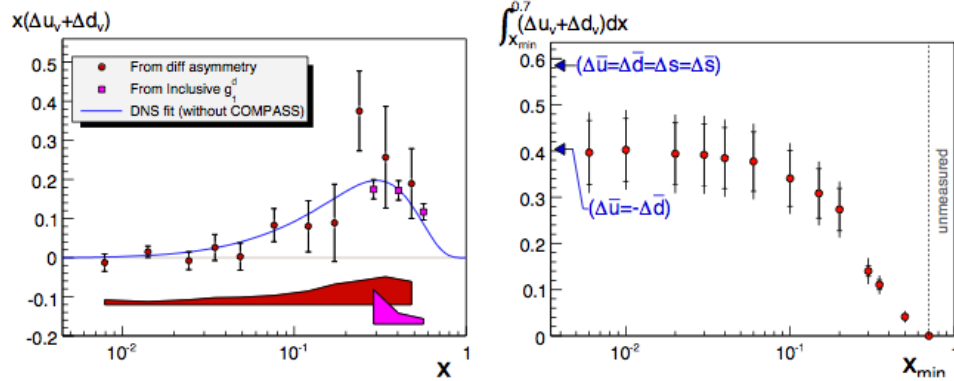 x(Δu_v+Δd_v)
0.5
0.4
0.3
0.2
0.1
0
-0.1
-0.2
From diff asymmetry
From Inclusive g_1^d
DNS fit (without COMPASS)
10^-2
10^-1
1
x
∫_{x_min}^{0.7}(Δu_v+Δd_v)dx
0.6
0.5
0.4
0.3
0.2
0.1
0
(Δū=Δd̄=Δs=Δs̄)
(Δū=-Δd̄)
unmeasured
10^-2
10^-1
1
x_min